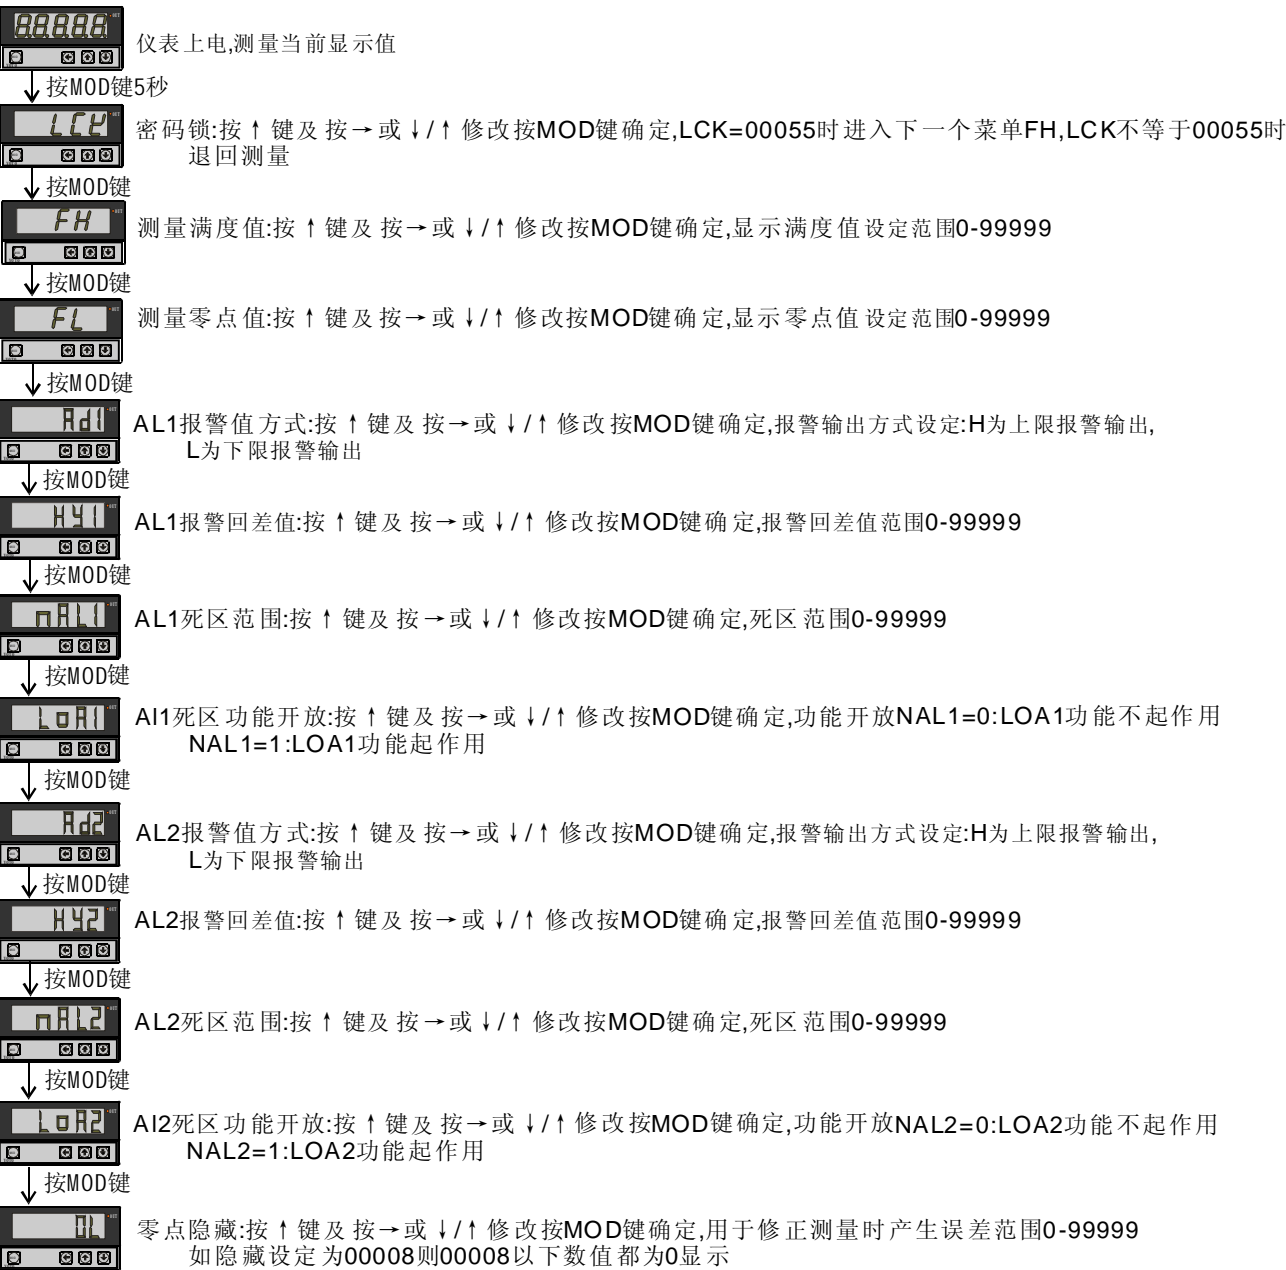 88888
仪表上电,测量当前显示值
按MOD键5秒
LCK
密码锁:按↑键及按→或↓/↑修改按MOD键确定,LCK=00055时进入下一个菜单FH,LCK不等于00055时
退回测量
按MOD键
FH
测量满度值:按↑键及按→或↓/↑修改按MOD键确定,显示满度值设定范围0-99999
按MOD键
FL
测量零点值:按↑键及按→或↓/↑修改按MOD键确定,显示零点值设定范围0-99999
按MOD键
Ad1
AL1报警值方式:按↑键及按→或↓/↑修改按MOD键确定,报警输出方式设定:H为上限报警输出,
L为下限报警输出
按MOD键
HY1
AL1报警回差值:按↑键及按→或↓/↑修改按MOD键确定,报警回差值范围0-99999
按MOD键
nAL1
AL1死区范围:按↑键及按→或↓/↑修改按MOD键确定,死区范围0-99999
按MOD键
LoA1
AI1死区功能开放:按↑键及按→或↓/↑修改按MOD键确定,功能开放NAL1=0:LOA1功能不起作用
NAL1=1:LOA1功能起作用
按MOD键
Ad2
AL2报警值方式:按↑键及按→或↓/↑修改按MOD键确定,报警输出方式设定:H为上限报警输出,
L为下限报警输出
按MOD键
HY2
AL2报警回差值:按↑键及按→或↓/↑修改按MOD键确定,报警回差值范围0-99999
按MOD键
nAL2
AL2死区范围:按↑键及按→或↓/↑修改按MOD键确定,死区范围0-99999
按MOD键
LoA2
AI2死区功能开放:按↑键及按→或↓/↑修改按MOD键确定,功能开放NAL2=0:LOA2功能不起作用
NAL2=1:LOA2功能起作用
按MOD键
0L
零点隐藏:按↑键及按→或↓/↑修改按MOD键确定,用于修正测量时产生误差范围0-99999
如隐藏设定为00008则00008以下数值都为0显示